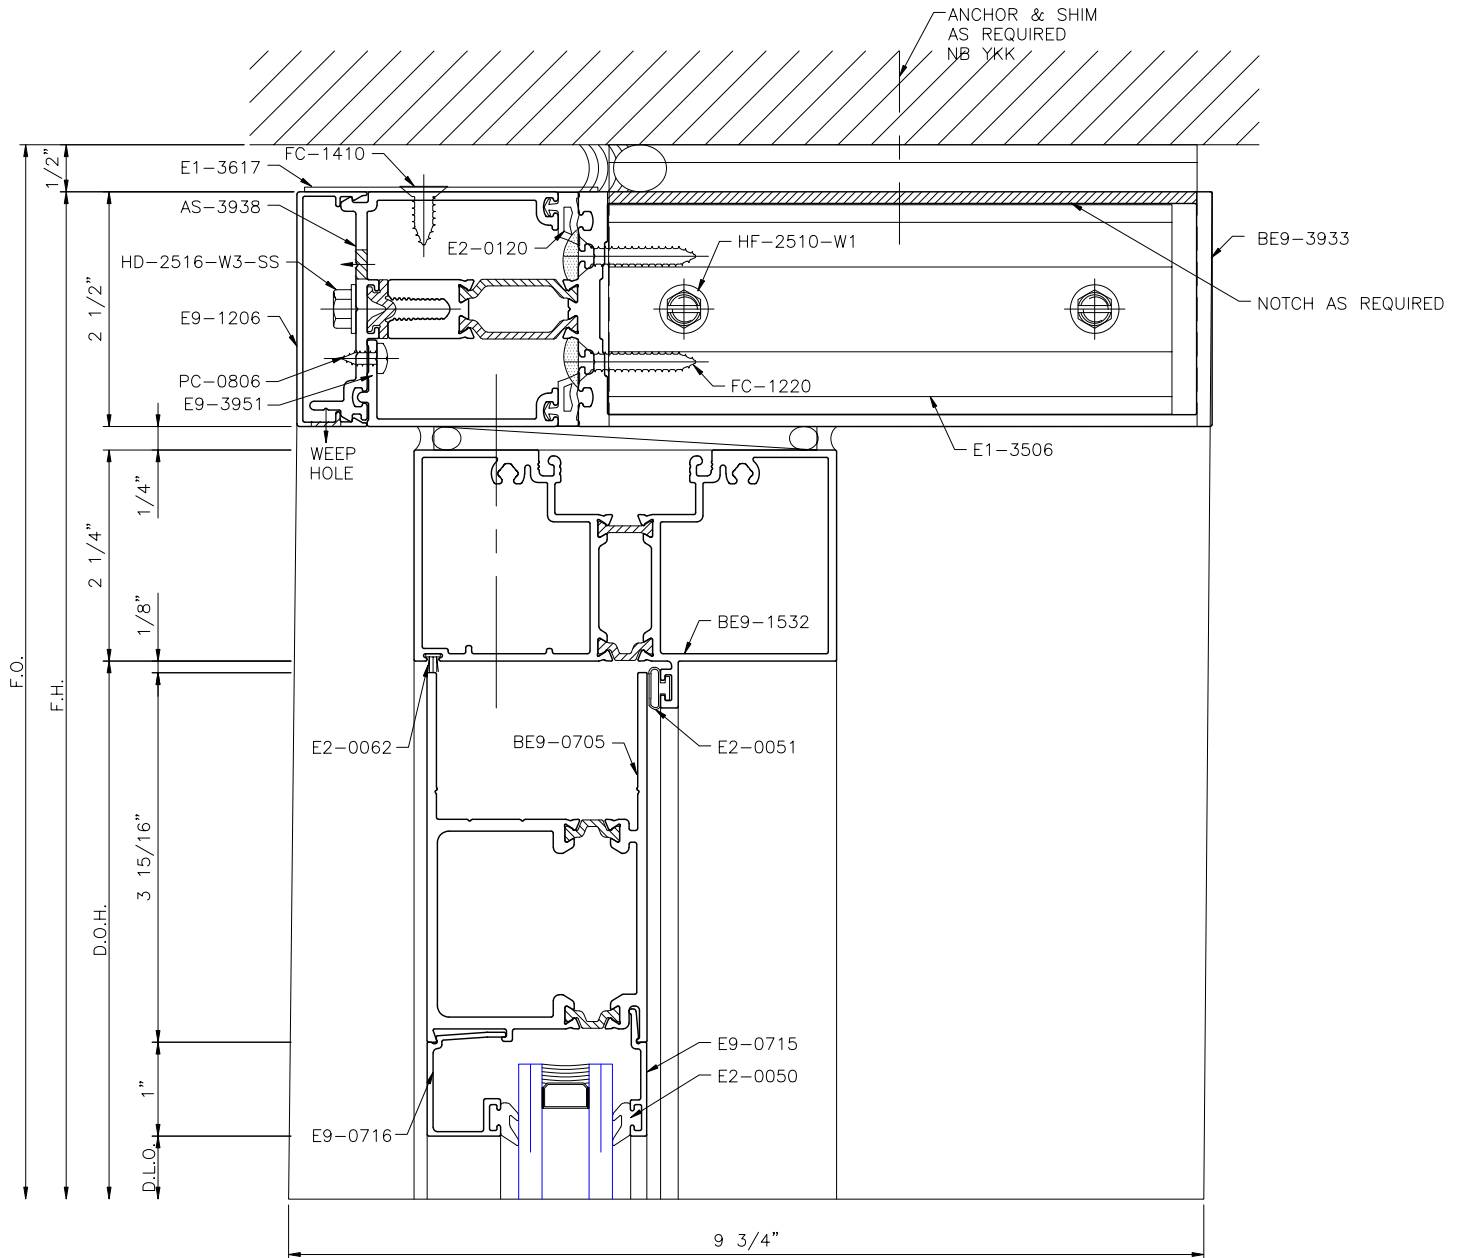 ANCHOR & SHIM
AS REQUIRED
NB YKK
1/2"
FC-1410
E1-3617
AS-3938
E2-0120
HF-2510-W1
BE9-3933
HD-2516-W3-SS
2 1/2"
E9-1206
NOTCH AS REQUIRED
PC-0806
FC-1220
E9-3951
WEEP
HOLE
E1-3506
1/4"
2 1/4"
1/8"
BE9-1532
F.O.
F.H.
E2-0062
BE9-0705
E2-0051
3 15/16"
D.O.H.
E9-0715
E2-0050
1"
E9-0716
D.L.O.
9 3/4"